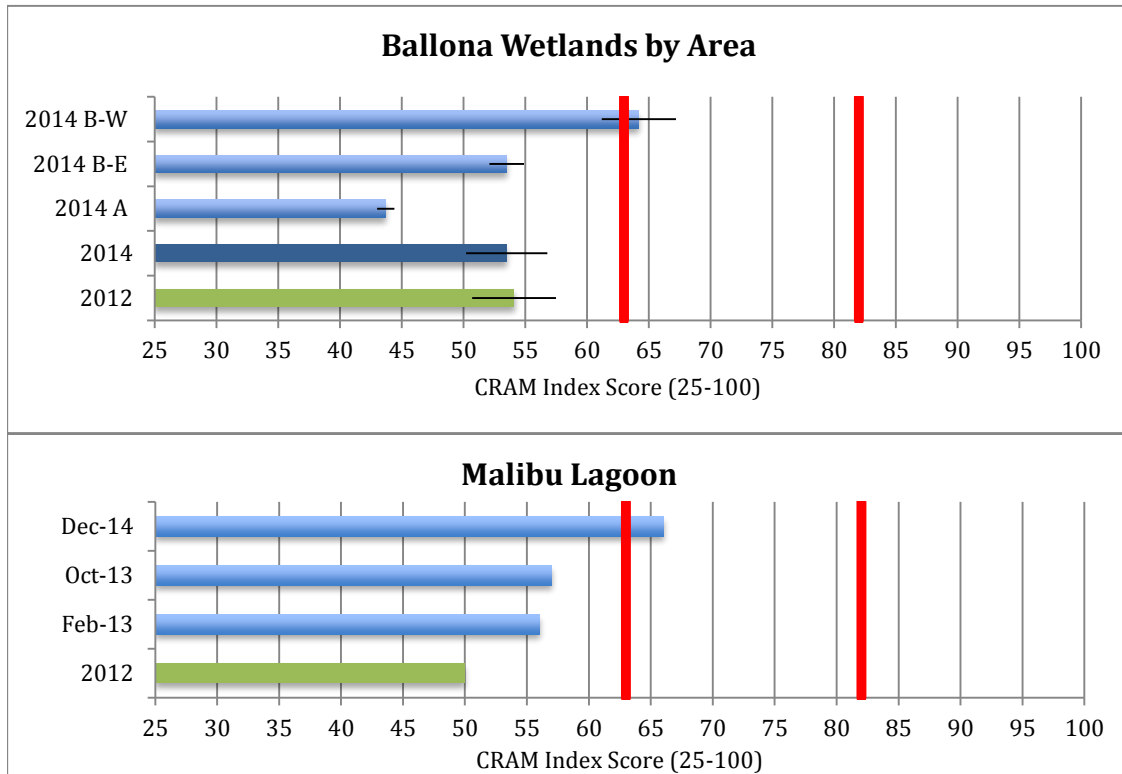 Ballona Wetlands by Area
2014 B-W
2014 B-E
2014 A
2014
2012
25 30 35 40 45 50 55 60 65 70 75 80 85 90 95 100
CRAM Index Score (25-100)
Malibu Lagoon
Dec-14
Oct-13
Feb-13
2012
25 30 35 40 45 50 55 60 65 70 75 80 85 90 95 100
CRAM Index Score (25-100)